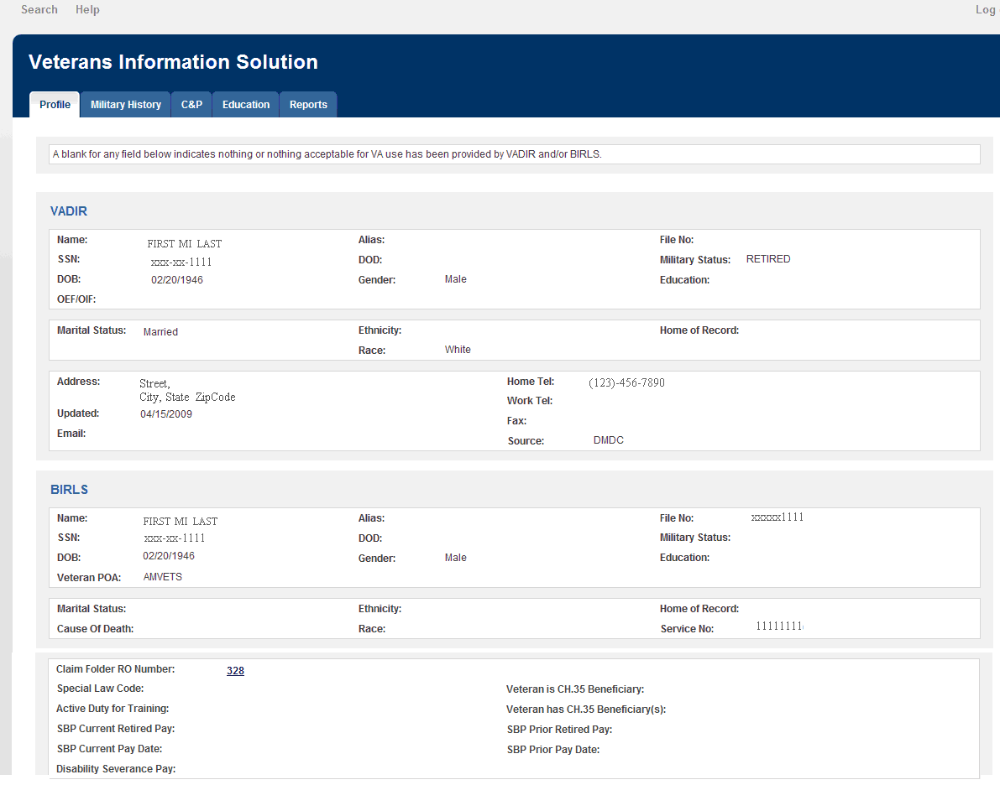 Search Help Log
Veterans Information Solution
Profile Military History C&P Education Reports
A blank for any field below indicates nothing or nothing acceptable for VA use has been provided by VADIR and/or BIRLS.
VADIR
Name: FIRST MI LAST Alias: File No:
SSN: xxx-xx-1111 DOD: Military Status: RETIRED
DOB: 02/20/1946 Gender: Male Education:
OEF/OIF:
Marital Status: Married Ethnicity: Home of Record:
Race: White
Address: Street, Home Tel: (123)-456-7890
City, State ZipCode Work Tel:
Updated: 04/15/2009 Fax:
Email: Source: DMDC
BIRLS
Name: FIRST MI LAST Alias: File No: xxxxx1111
SSN: xxx-xx-1111 DOD: Military Status:
DOB: 02/20/1946 Gender: Male Education:
Veteran POA: AMVETS
Marital Status: Ethnicity: Home of Record:
Cause Of Death: Race: Service No: 11111111
Claim Folder RO Number: 328
Special Law Code: Veteran is CH.35 Beneficiary:
Active Duty for Training: Veteran has CH.35 Beneficiary(s):
SBP Current Retired Pay: SBP Prior Retired Pay:
SBP Current Pay Date: SBP Prior Pay Date:
Disability Severance Pay: